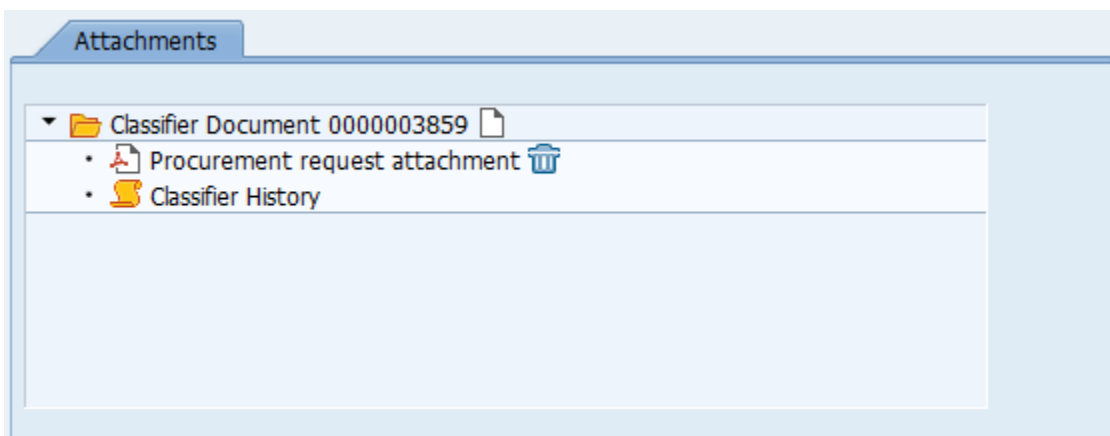 Attachments
Classifier Document 0000003859
Procurement request attachment
Classifier History